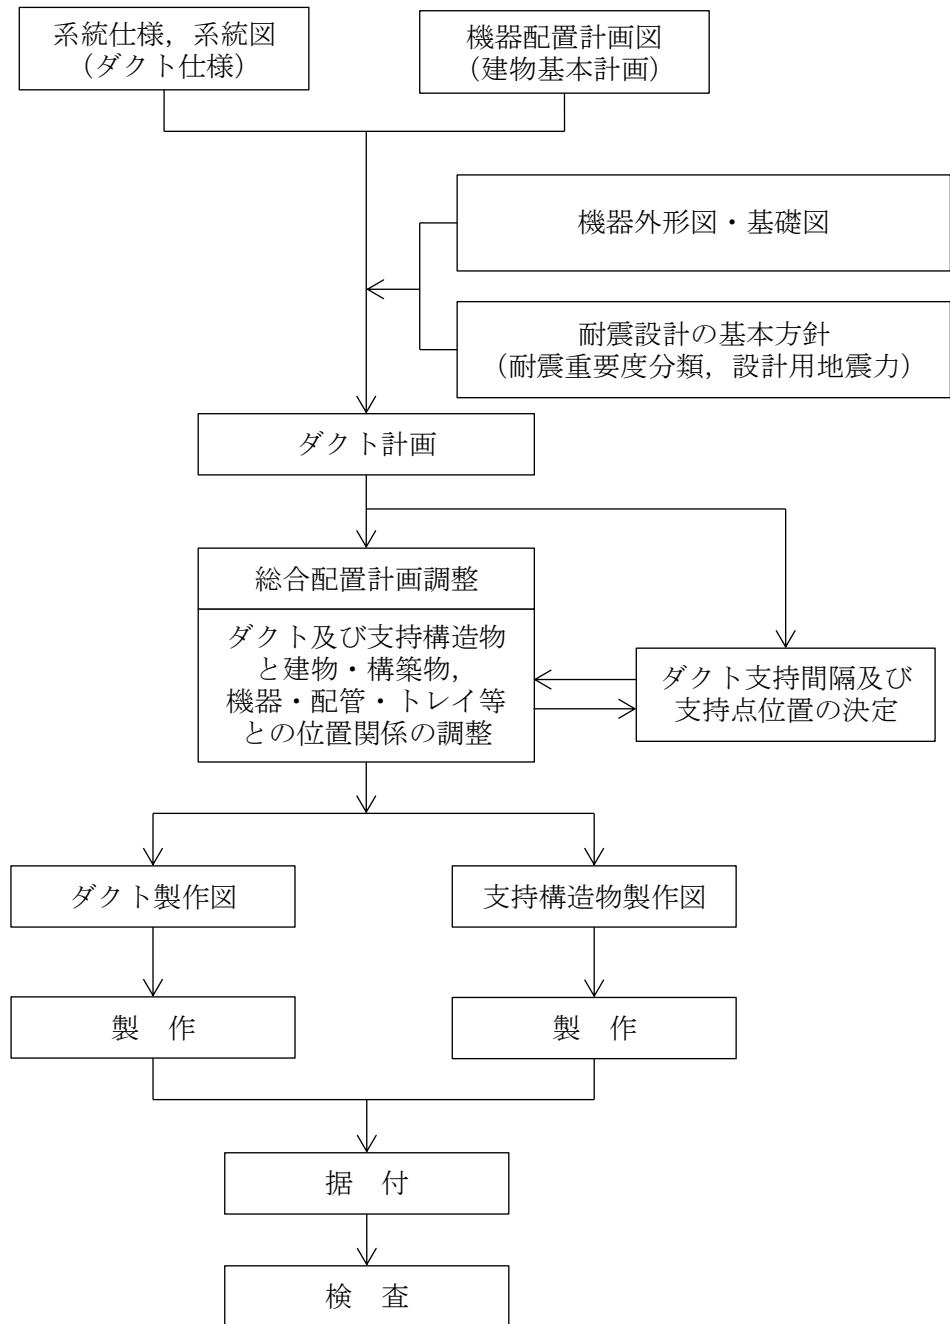 系統仕様，系統図
（ダクト仕様）
機器配置計画図
（建物基本計画）
機器外形図・基礎図
耐震設計の基本方針
（耐震重要度分類，設計用地震力）
ダクト計画
総合配置計画調整
ダクト及び支持構造物
と建物・構築物，
機器・配管・トレイ等
との位置関係の調整
ダクト支持間隔及び
支持点位置の決定
ダクト製作図
支持構造物製作図
製　作
製　作
据　付
検　査